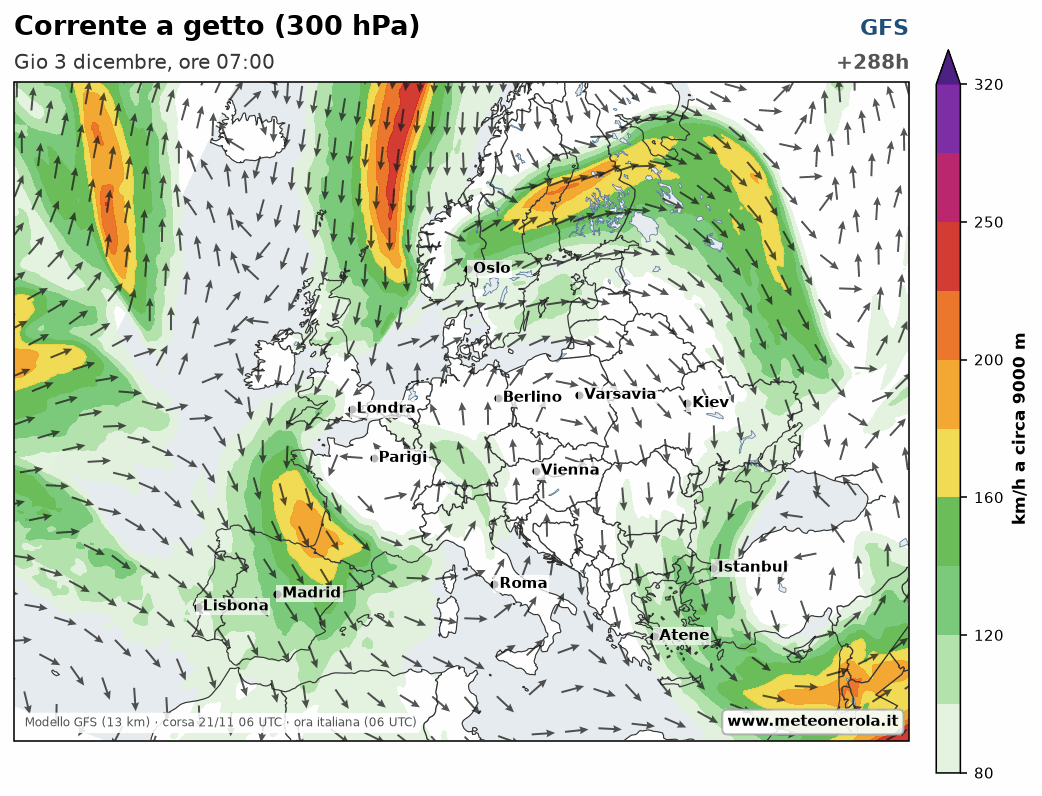 Corrente a getto (300 hPa)
GFS
Gio 3 dicembre, ore 07:00
+288h
320
250
200
160
120
80
km/h a circa 9000 m
Oslo
Londra
Berlino
Varsavia
Kiev
Parigi
Vienna
Istanbul
Roma
Madrid
Lisbona
Atene
Modello GFS (13 km) · corsa 21/11 06 UTC · ora italiana (06 UTC)
www.meteonerola.it